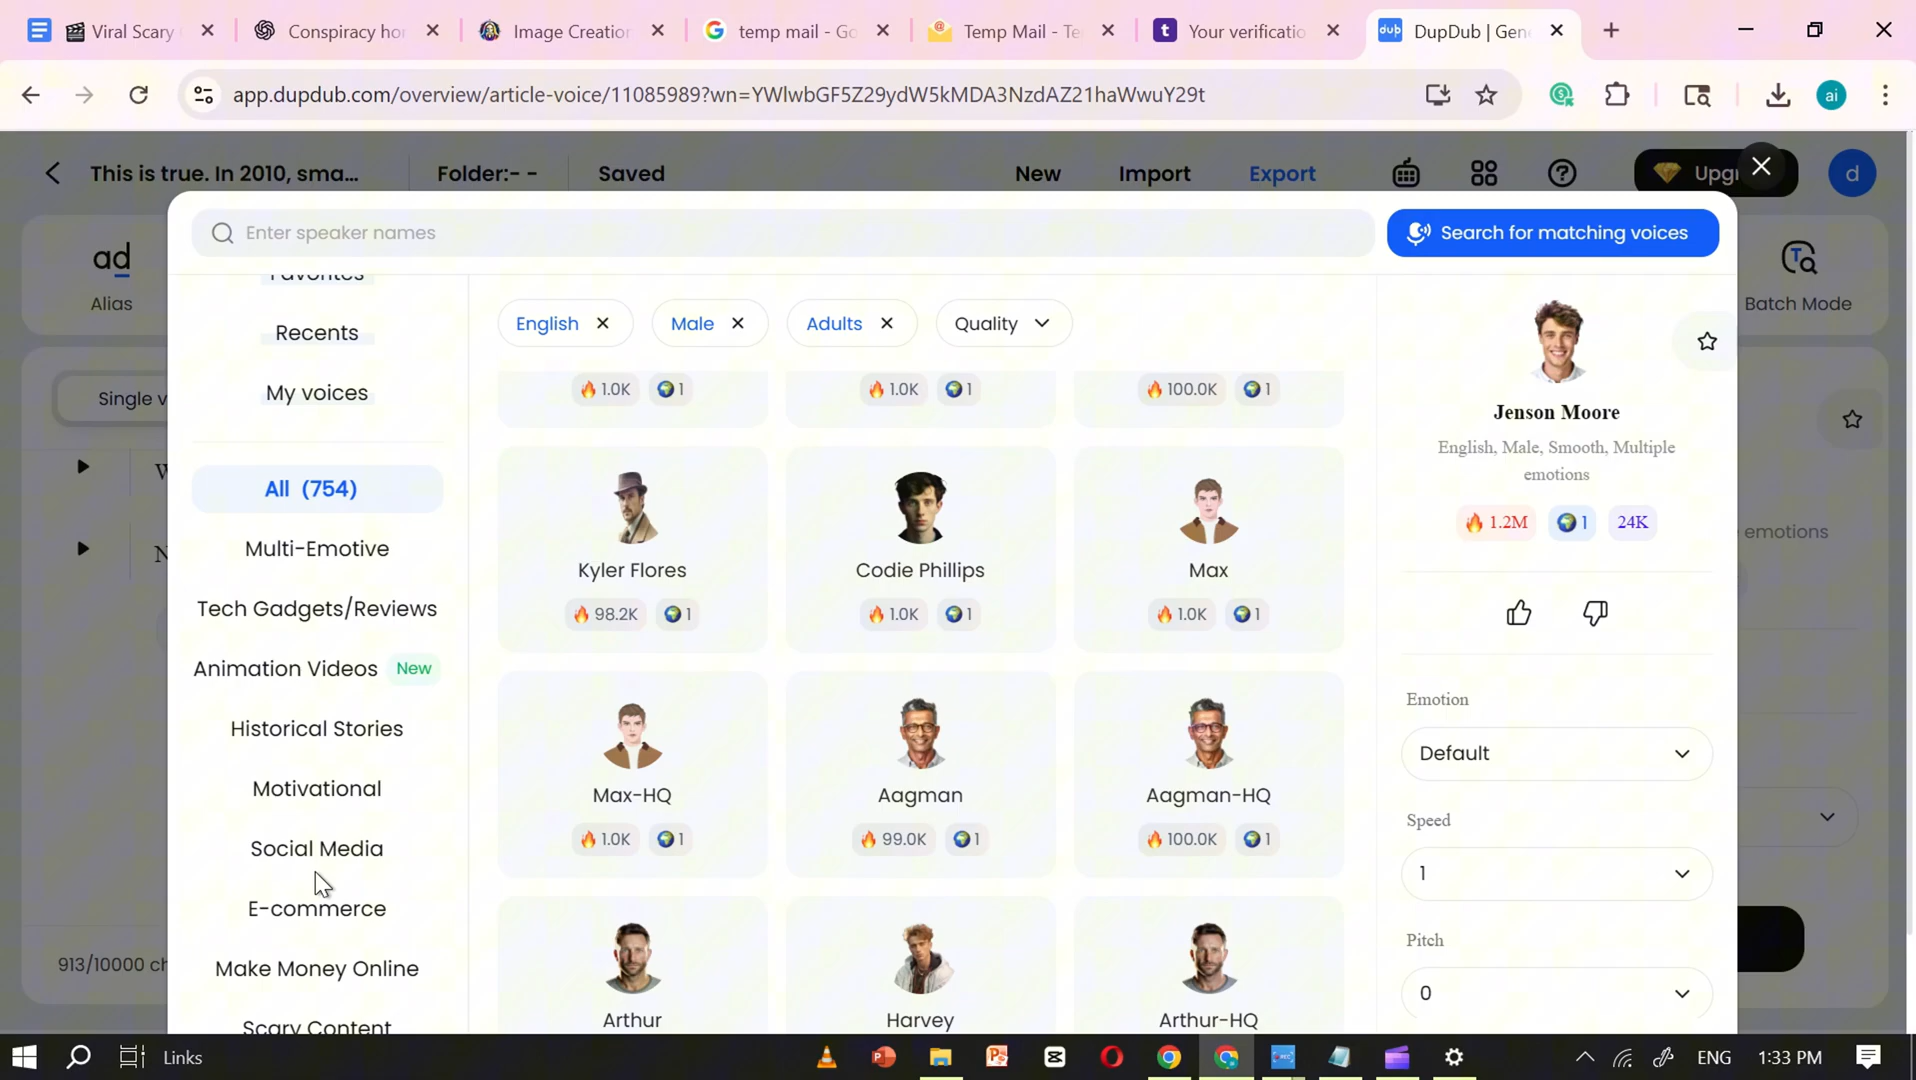 Viral Scary
Conspiracy ho
Image Creation
temp mail - Go
Temp Mail - Te
t
Your verificatio
dub
DupDub | Gen
app.dupdub.com/overview/article-voice/11085989?wn=YWlwbGF5Z29ydW5kMDA3NzdAZ21haWwuY29t
ai
This is true. In 2010, sma...
Folder:- -
Saved
New
Import
Export
Upg
d
Enter speaker names
Search for matching voices
ad
Alias
Batch Mode
Favorites
Recents
My voices
All (754)
Multi-Emotive
Tech Gadgets/Reviews
Animation Videos New
Historical Stories
Motivational
Social Media
E-commerce
Make Money Online
Scary Content
English
Male
Adults
Quality
1.0K 1
1.0K 1
100.0K 1
Kyler Flores
98.2K 1
Codie Phillips
1.0K 1
Max
1.0K 1
Max-HQ
1.0K 1
Aagman
99.0K 1
Aagman-HQ
100.0K 1
Arthur
Harvey
Arthur-HQ
Jenson Moore
English, Male, Smooth, Multiple
emotions
1.2M 1 24K
Emotion
Default
Speed
1
Pitch
0
Single v
emotions
913/10000 ch
Links
ENG
1:33 PM